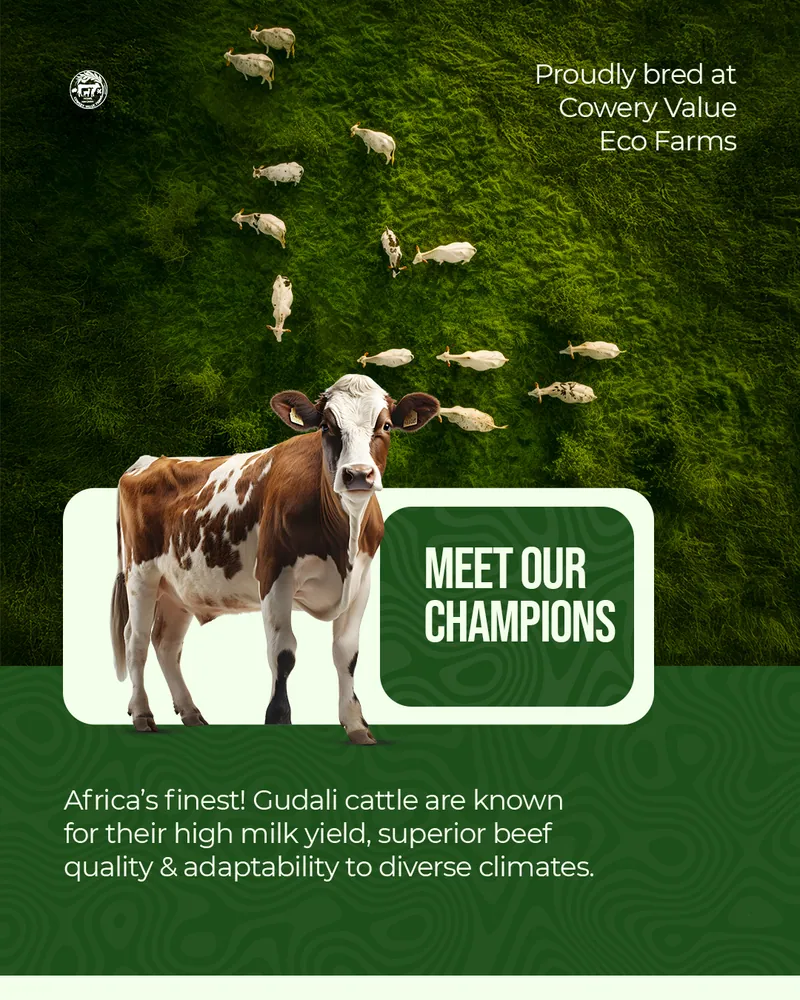 Proudly bred at
Cowery Value
Eco Farms
MEET OUR
CHAMPIONS
Africa's finest! Gudali cattle are known
for their high milk yield, superior beef
quality & adaptability to diverse climates.